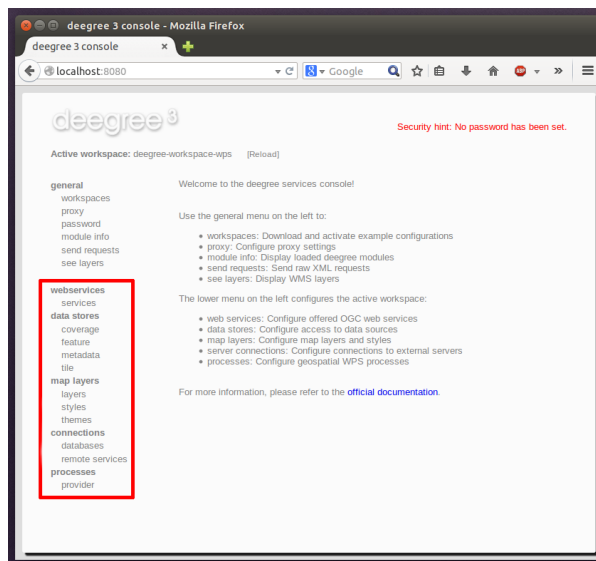 deegree 3 console - Mozilla Firefox
deegree 3 console
localhost:8080
Google
ABP
deegree 3
Security hint: No password has been set.
Active workspace: deegree-workspace-wps [Reload]
general
workspaces
proxy
password
module info
send requests
see layers
webservices
services
data stores
coverage
feature
metadata
tile
map layers
layers
styles
themes
connections
databases
remote services
processes
provider
Welcome to the deegree services console!
Use the general menu on the left to:
• workspaces: Download and activate example configurations
• proxy: Configure proxy settings
• module info: Display loaded deegree modules
• send requests: Send raw XML requests
• see layers: Display WMS layers
The lower menu on the left configures the active workspace:
• web services: Configure offered OGC web services
• data stores: Configure access to data sources
• map layers: Configure map layers and styles
• server connections: Configure connections to external servers
• processes: Configure geospatial WPS processes
For more information, please refer to the official documentation.